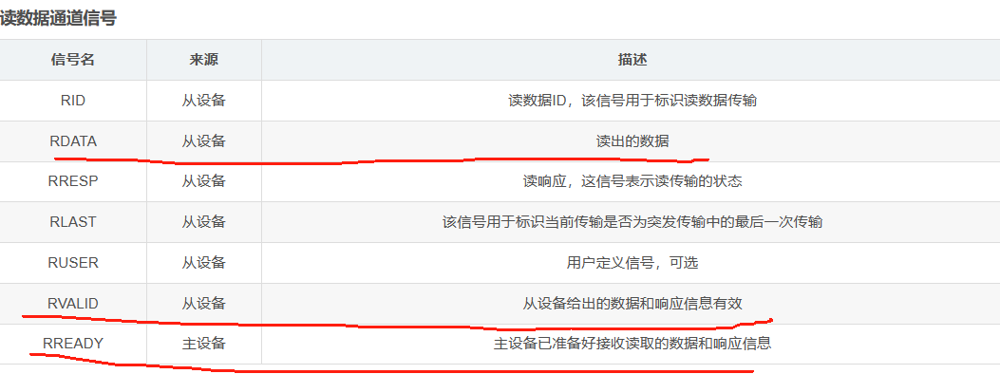 读数据通道信号
信号名 来源 描述
RID 从设备 读数据ID，该信号用于标识读数据传输
RDATA 从设备 读出的数据
RRESP 从设备 读响应，这信号表示读传输的状态
RLAST 从设备 该信号用于标识当前传输是否为突发传输中的最后一次传输
RUSER 从设备 用户定义信号，可选
RVALID 从设备 从设备给出的数据和响应信息有效
RREADY 主设备 主设备已准备好接收读取的数据和响应信息